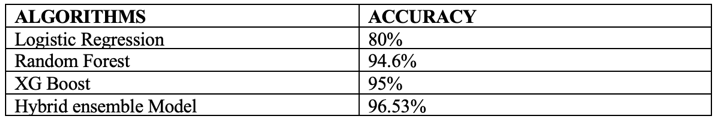 ALGORITHMS ACCURACY
Logistic Regression 80%
Random Forest 94.6%
XG Boost 95%
Hybrid ensemble Model 96.53%